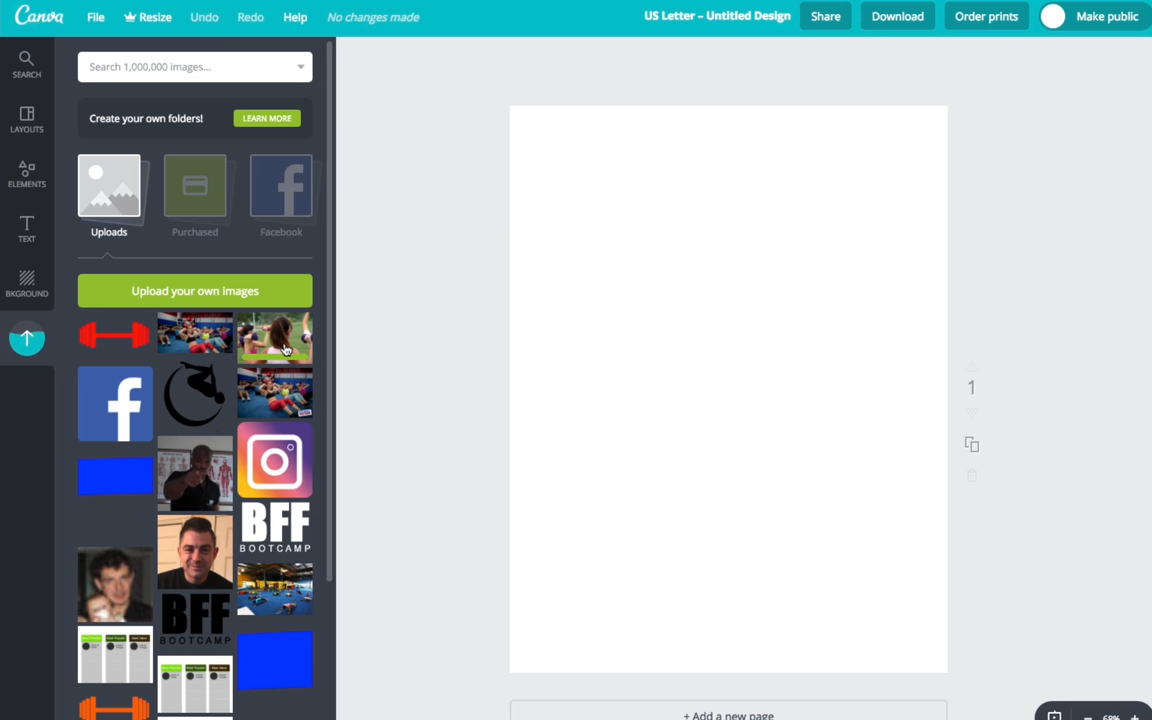 Canva File Resize Undo Redo Help No changes made US Letter – Untitled Design Share Download Order prints Make public
SEARCH
LAYOUTS
ELEMENTS
TEXT
BKGROUND
Search 1,000,000 images...
Create your own folders! LEARN MORE
Uploads Purchased Facebook
Upload your own images
BFF
BOOTCAMP
BFF
BOOTCAMP
1
+ Add a new page
68%